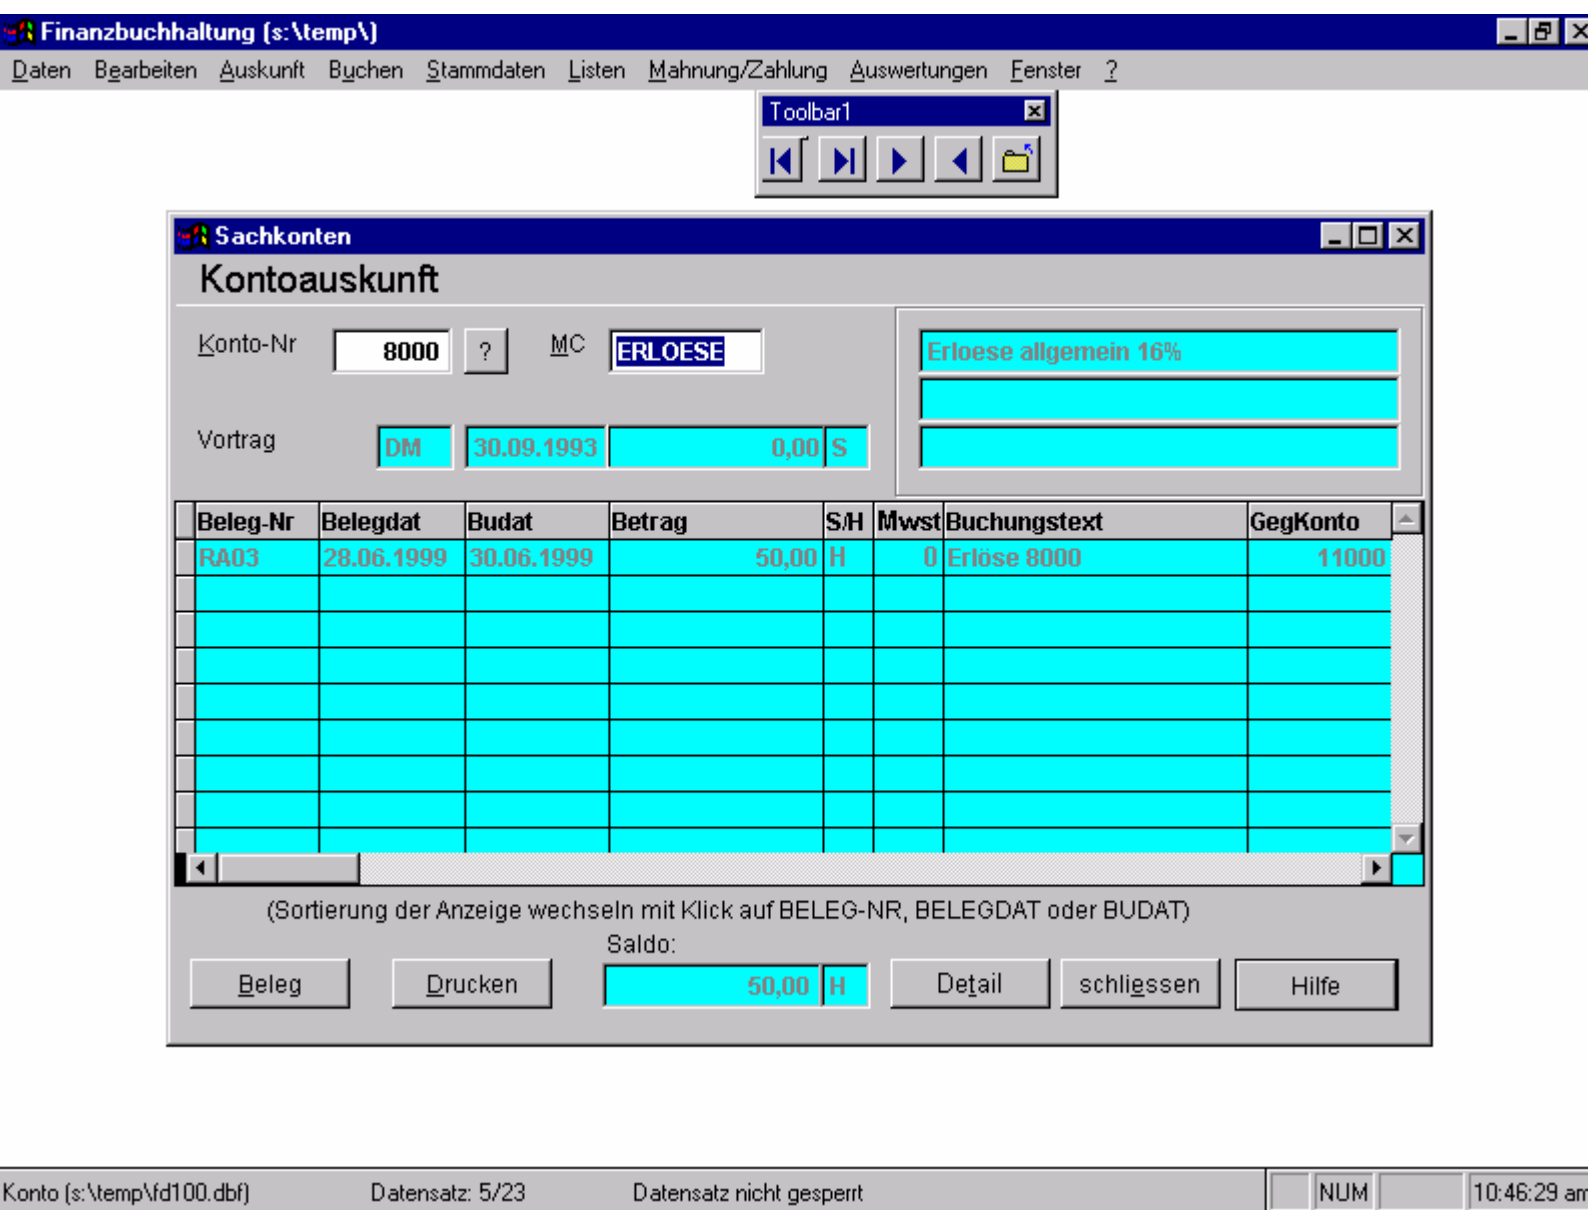 Finanzbuchhaltung (s:\temp\)
Daten Bearbeiten Auskunft Buchen Stammdaten Listen Mahnung/Zahlung Auswertungen Fenster ?
Toolbar1
Sachkonten
Kontoauskunft
Konto-Nr 8000 ? MC ERLOESE Erloese allgemein 16%
Vortrag DM 30.09.1993 0,00 S
Beleg-Nr Belegdat Budat Betrag S/H Mwst Buchungstext GegKonto
RA03 28.06.1999 30.06.1999 50,00 H 0 Erlöse 8000 11000
(Sortierung der Anzeige wechseln mit Klick auf BELEG-NR, BELEGDAT oder BUDAT)
Saldo:
Beleg Drucken 50,00 H Detail schliessen Hilfe
Konto (s:\temp\fd100.dbf) Datensatz: 5/23 Datensatz nicht gesperrt NUM 10:46:29 am